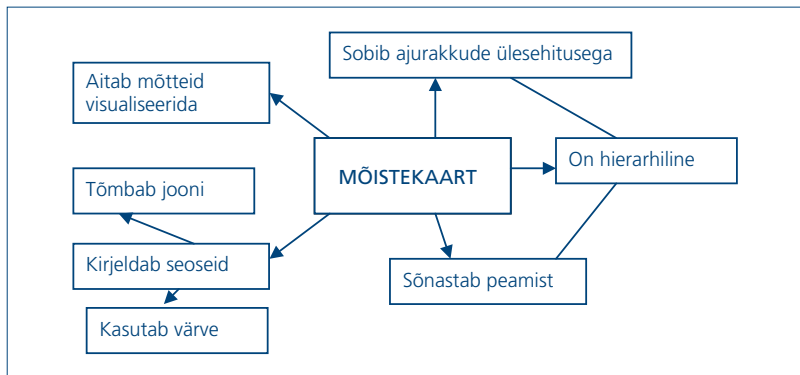 Sobib ajurakkude ülesehitusega
Aitab mõtteid
visualiseerida
On hierarhiline
MÕISTEKAART
Tõmbab jooni
Kirjeldab seoseid
Sõnastab peamist
Kasutab värve